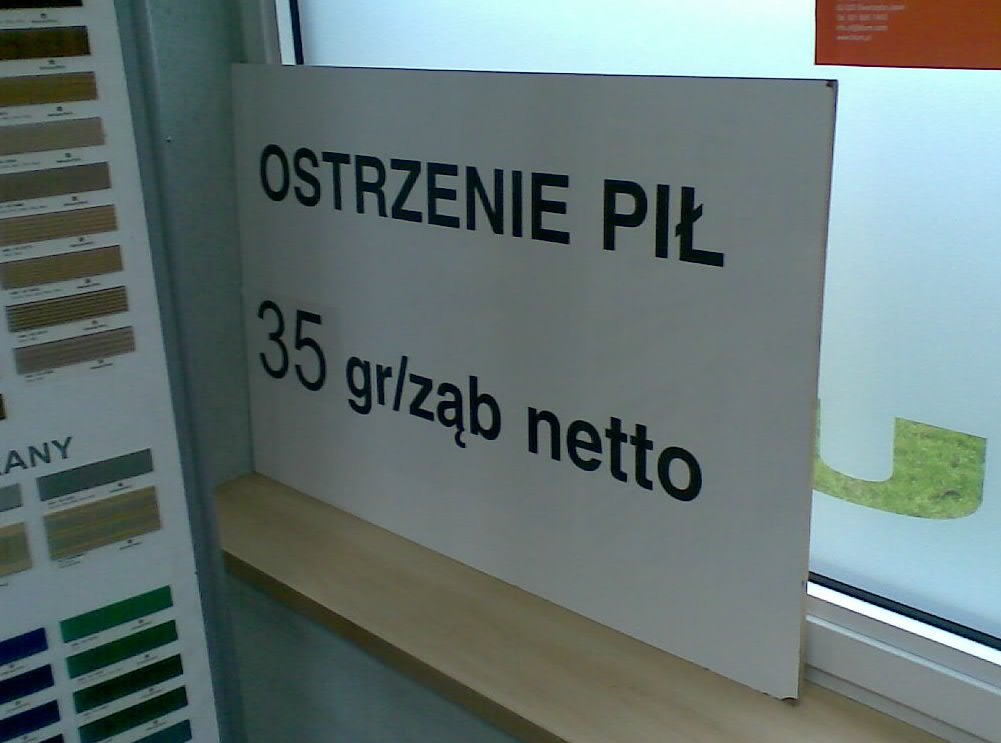 OSTRZENIE PIŁ
35 gr/ząb netto